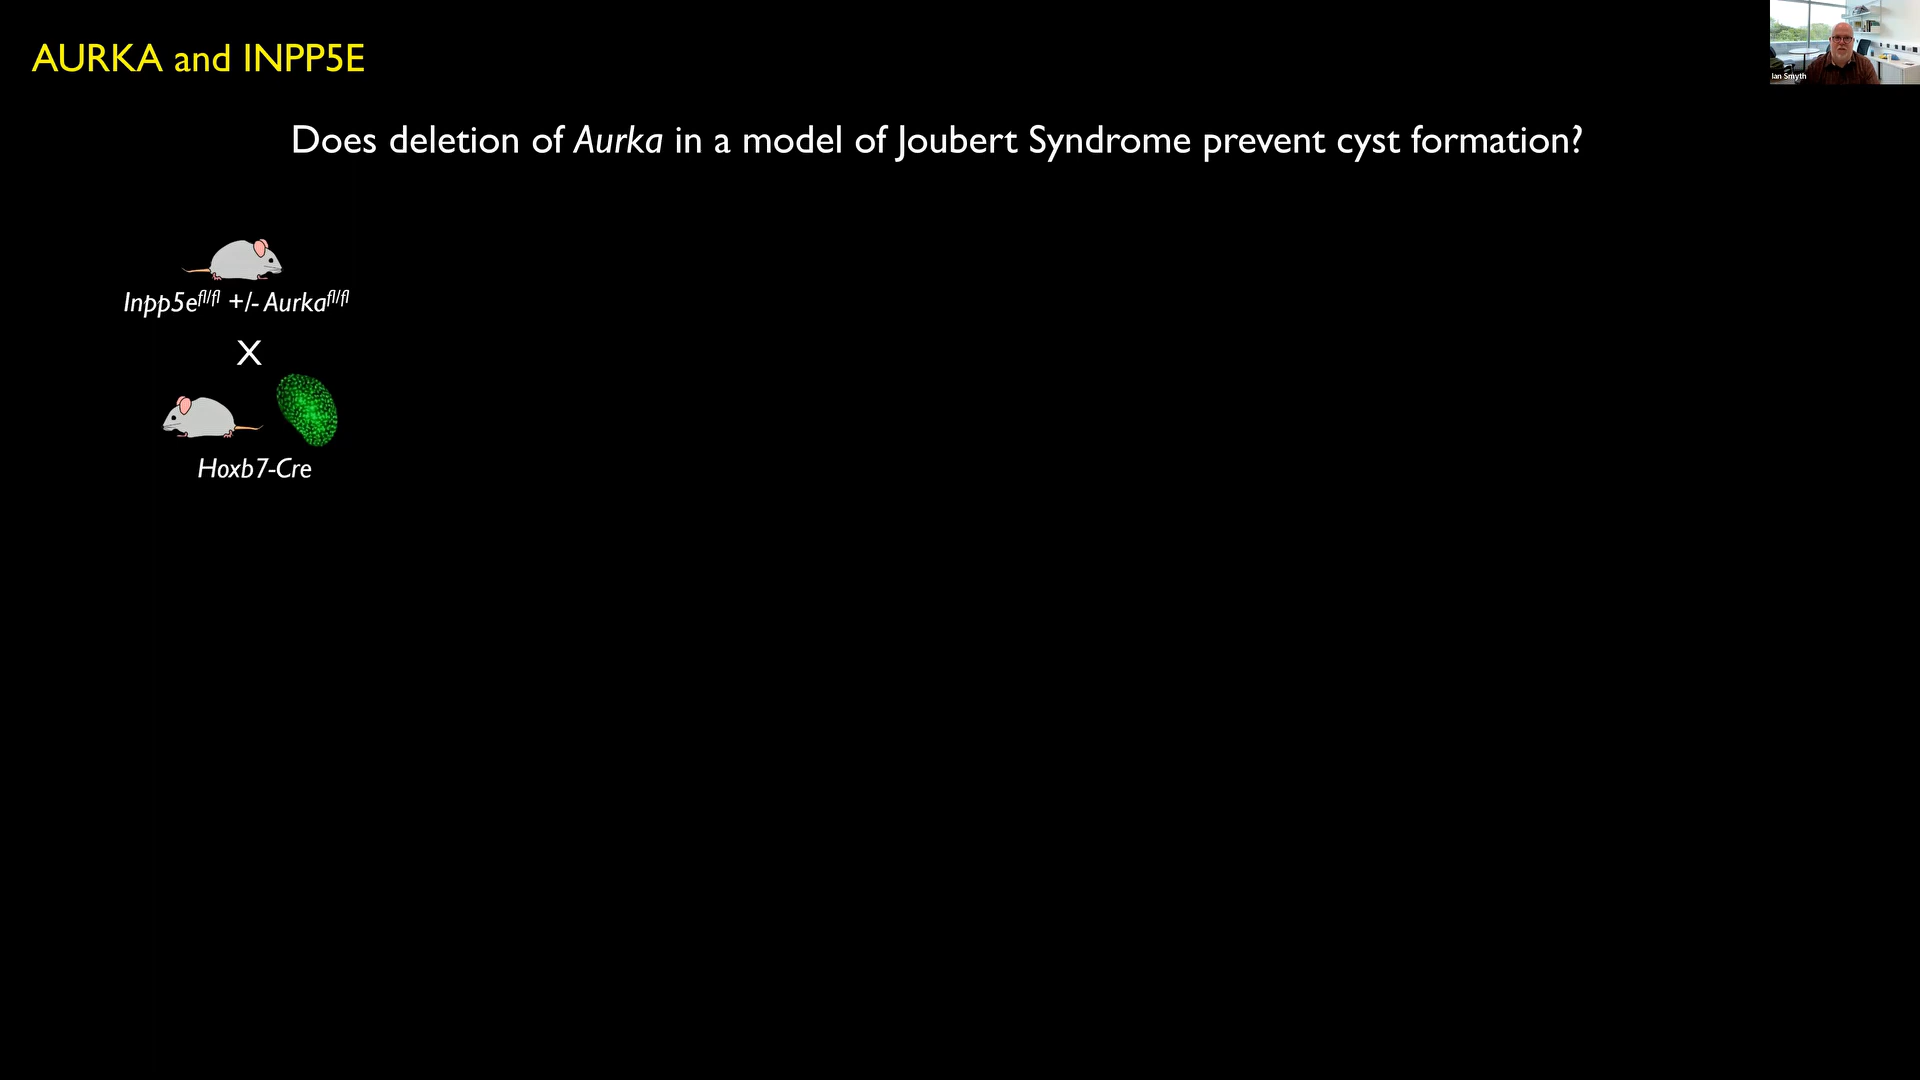 AURKA and INPP5E
Ian Smyth
Does deletion of Aurka in a model of Joubert Syndrome prevent cyst formation?
Inpp5efl/fl +/- Aurkafl/fl
X
Hoxb7-Cre